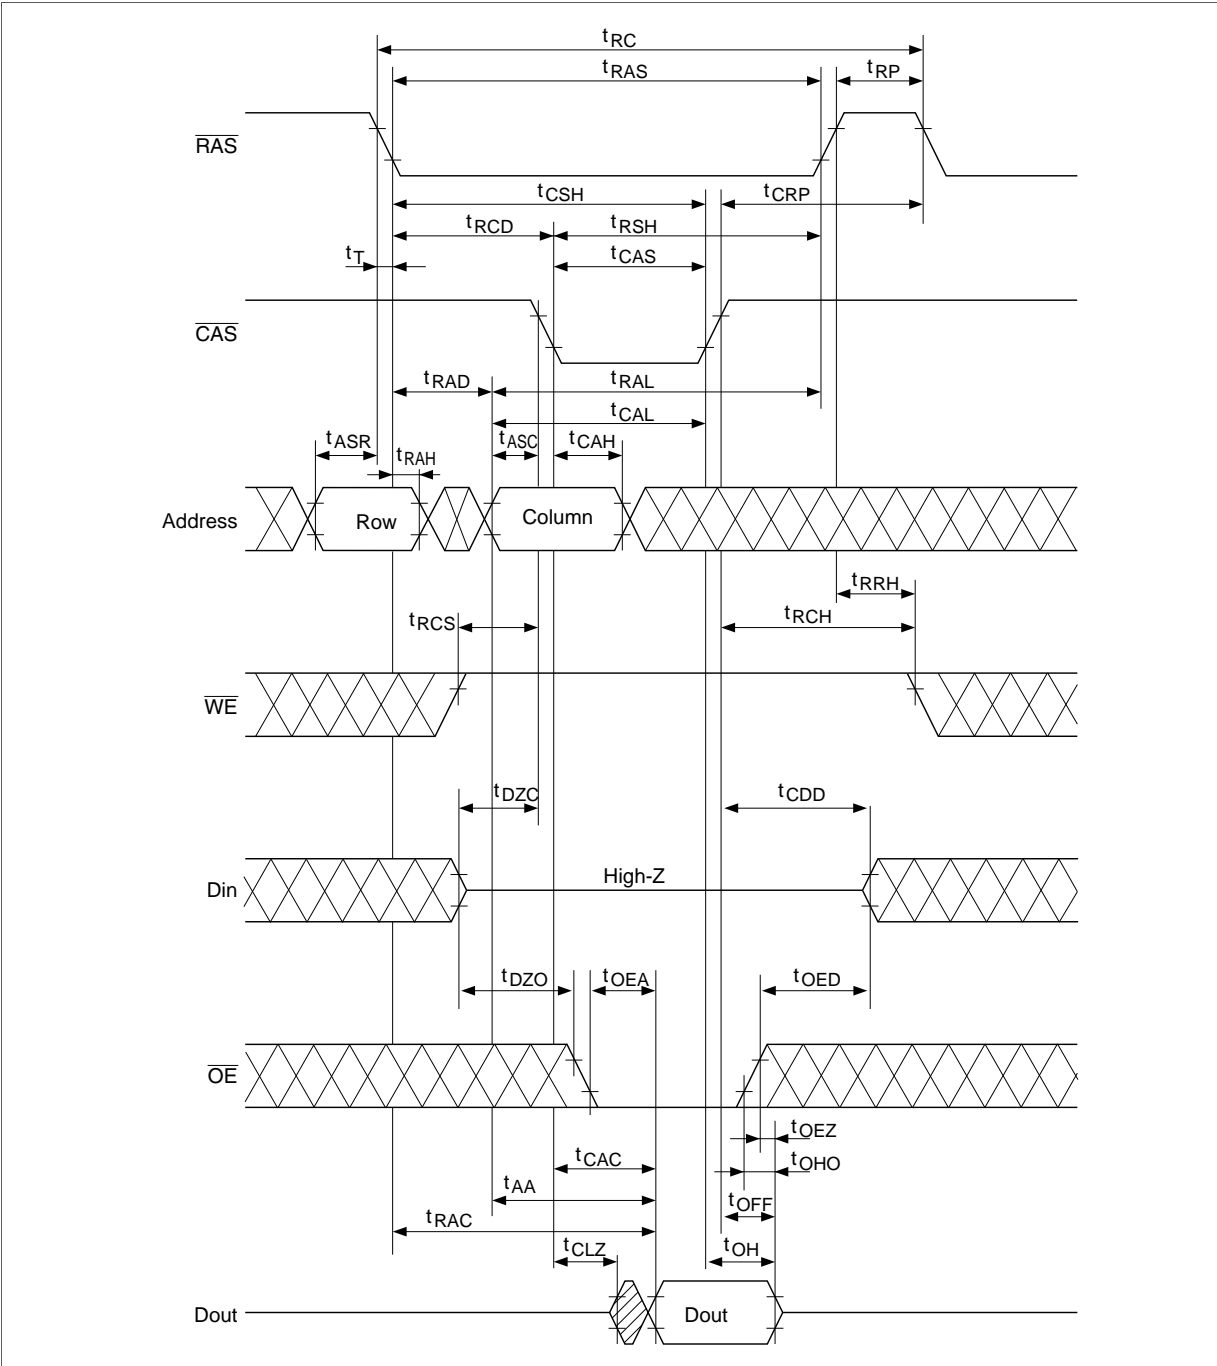 tRC
tRAS
tRP
RAS
tCSH
tCRP
tRCD
tRSH
tT
tCAS
CAS
tRAD
tRAL
tCAL
tASR
tRAH
tASC
tCAH
Address
Row
Column
tRRH
tRCS
tRCH
WE
tDZC
tCDD
Din
High-Z
tDZO
tOEA
tOED
OE
tOEZ
tCAC
tOHO
tAA
tOFF
tRAC
tCLZ
tOH
Dout
Dout